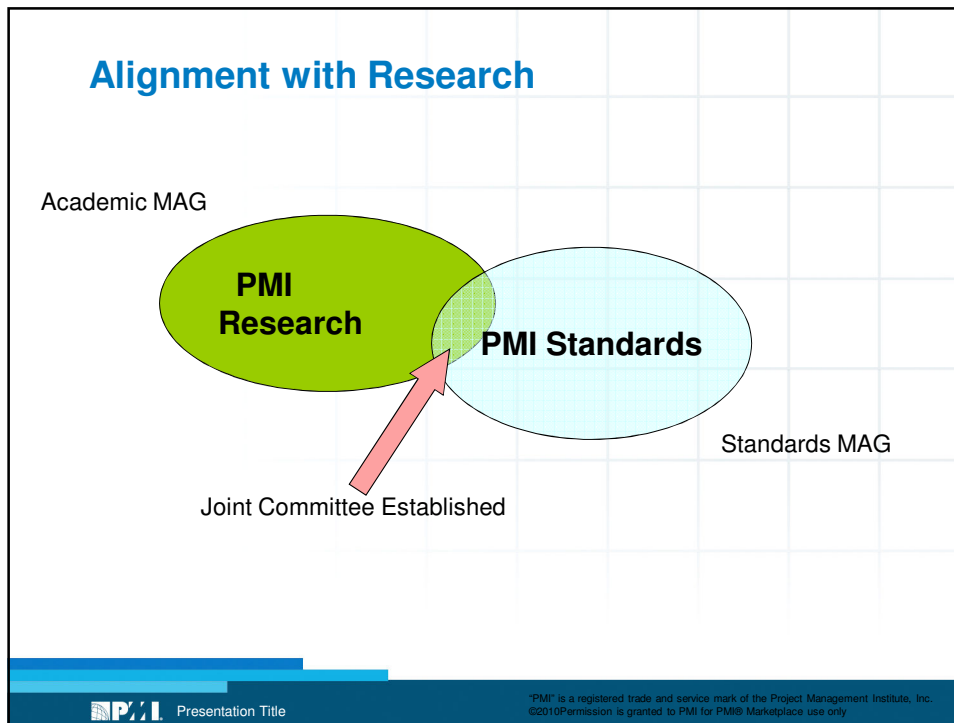 Alignment with Research
Academic MAG
PMI
Research
PMI Standards
Standards MAG
Joint Committee Established
PMI.
Presentation Title
"PMI" is a registered trade and service mark of the Project Management Institute, Inc.
©2010Permission is granted to PMI for PMI® Marketplace use only